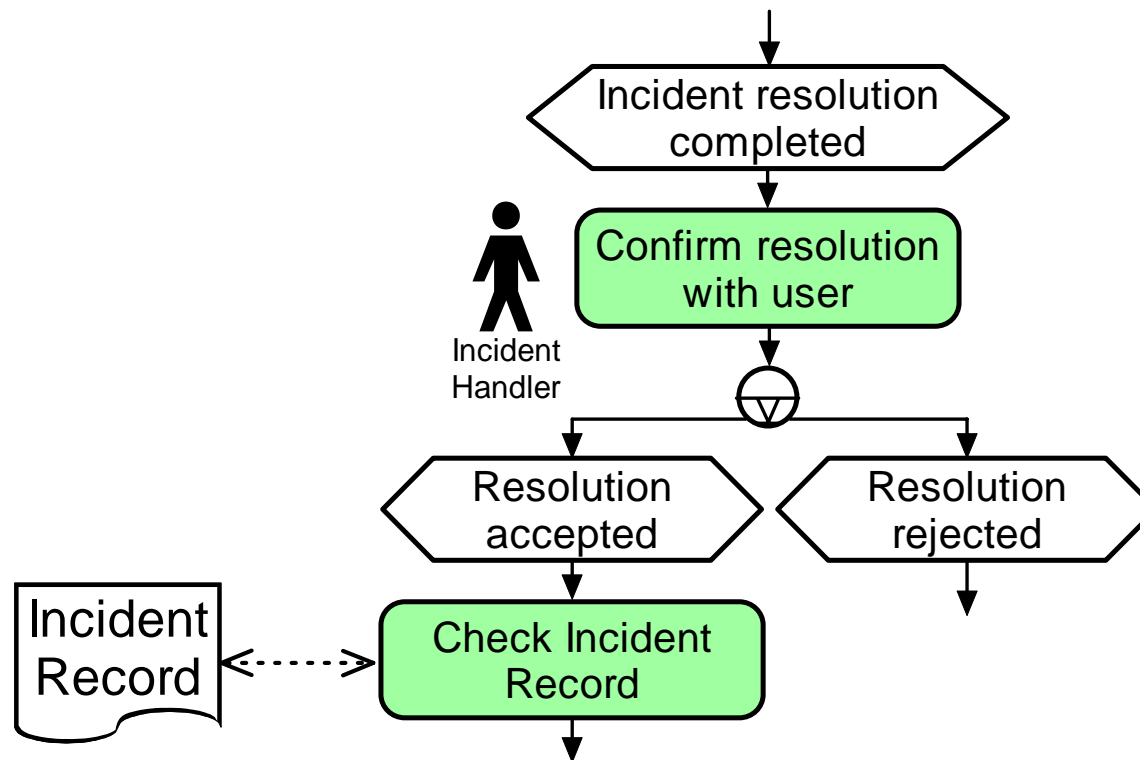 Incident resolution
completed
Confirm resolution
with user
Incident
Handler
Resolution
accepted
Resolution
rejected
Incident
Record
Check Incident
Record